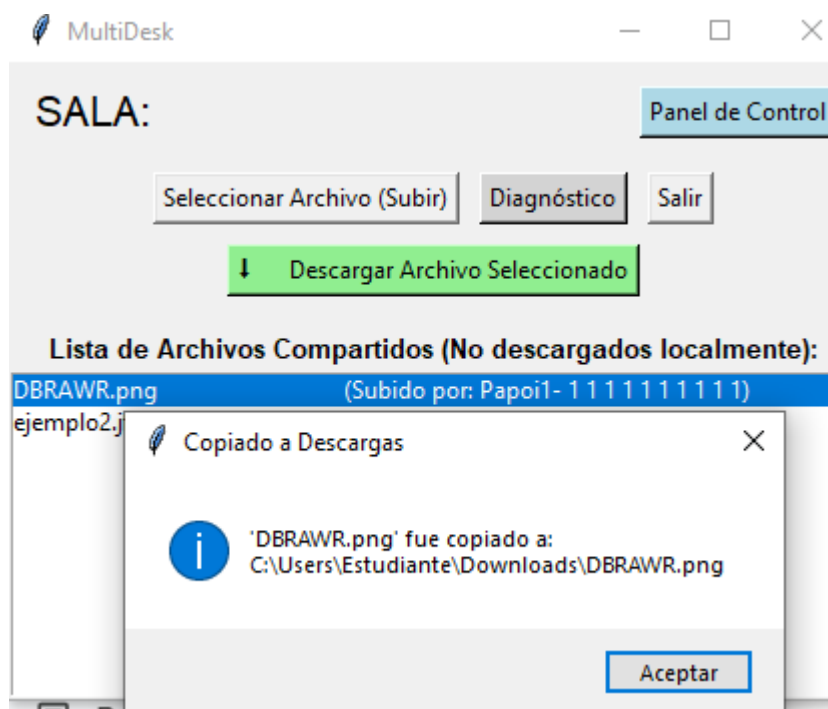 MultiDesk
SALA:
Panel de Control
Seleccionar Archivo (Subir) Diagnóstico Salir
Descargar Archivo Seleccionado
Lista de Archivos Compartidos (No descargados localmente):
DBRAWR.png (Subido por: Papoi1- 1 1 1 1 1 1 1 1 1 1)
ejemplo2.j
Copiado a Descargas
'DBRAWR.png' fue copiado a:
C:\Users\Estudiante\Downloads\DBRAWR.png
Aceptar